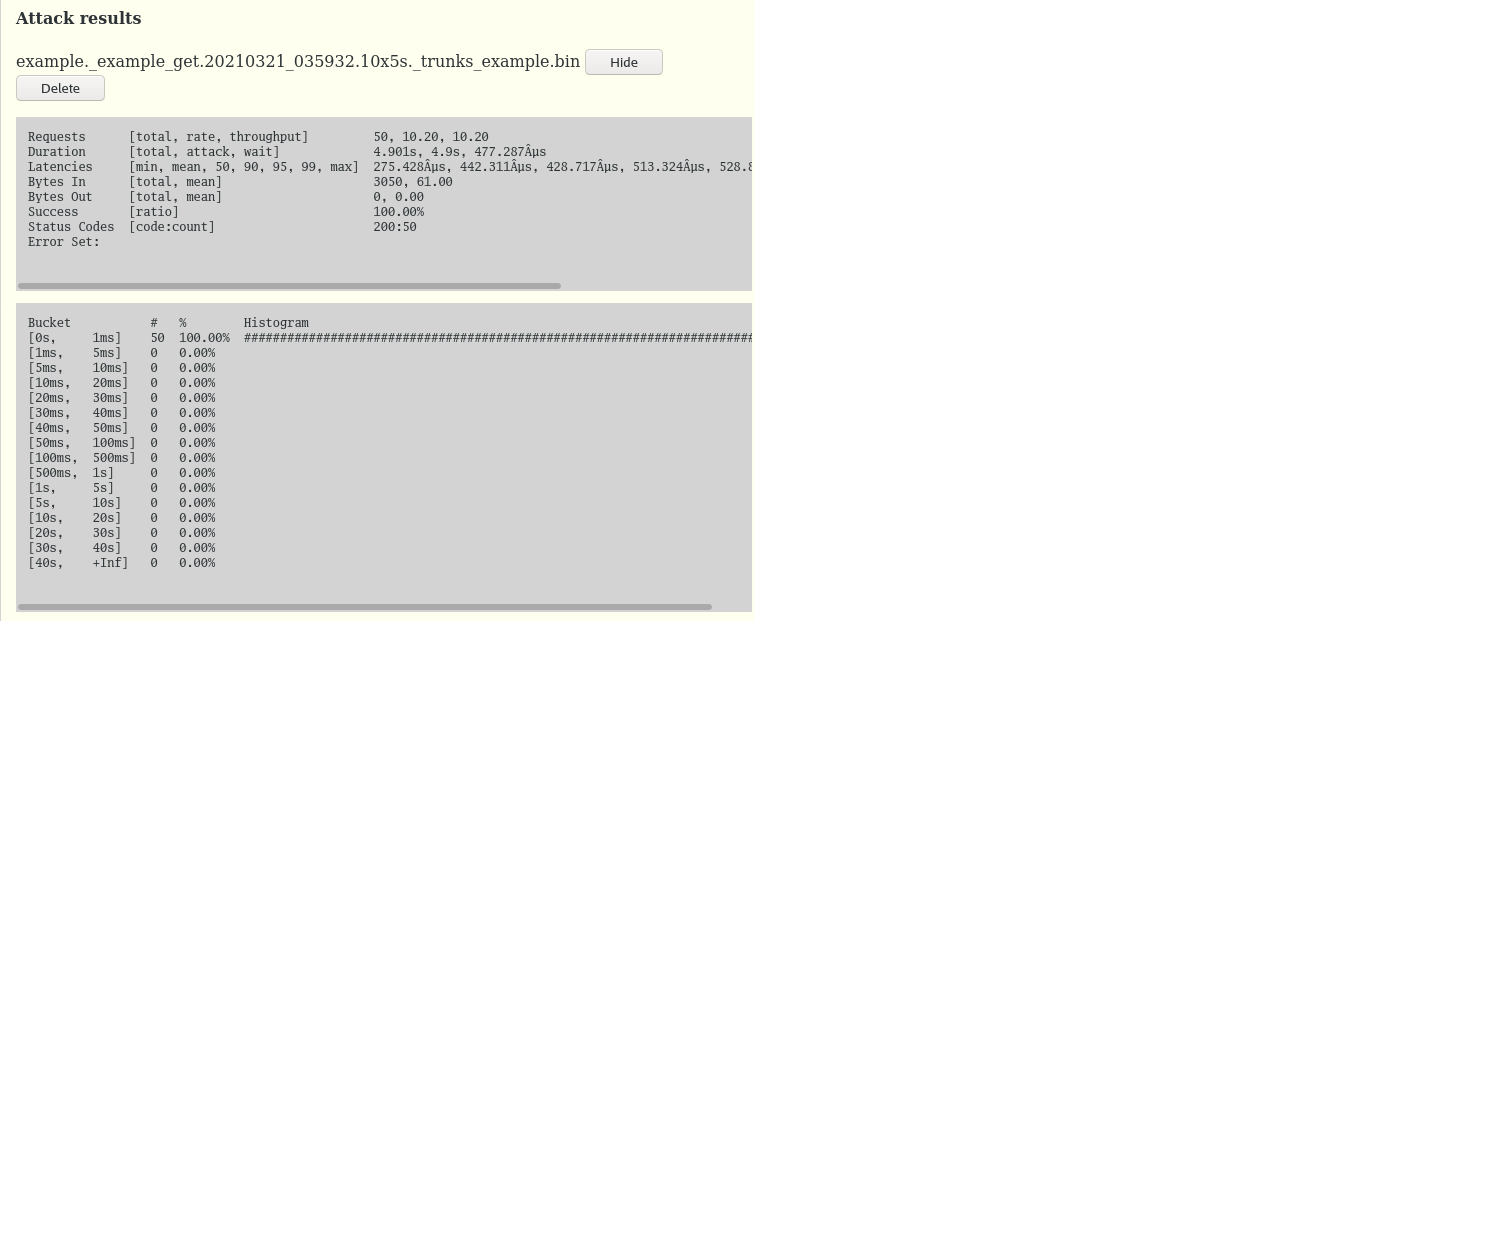 Attack results
example._example_get.20210321_035932.10x5s._trunks_example.bin Hide
Delete
Requests      [total, rate, throughput]         50, 10.20, 10.20
Duration      [total, attack, wait]             4.901s, 4.9s, 477.287Âµs
Latencies     [min, mean, 50, 90, 95, 99, max]  275.428Âµs, 442.311Âµs, 428.717Âµs, 513.324Âµs, 528.8
Bytes In      [total, mean]                     3050, 61.00
Bytes Out     [total, mean]                     0, 0.00
Success       [ratio]                           100.00%
Status Codes  [code:count]                      200:50
Error Set:
Bucket           #   %        Histogram
[0s,     1ms]    50  100.00%  #######################################################################
[1ms,    5ms]    0   0.00%
[5ms,    10ms]   0   0.00%
[10ms,   20ms]   0   0.00%
[20ms,   30ms]   0   0.00%
[30ms,   40ms]   0   0.00%
[40ms,   50ms]   0   0.00%
[50ms,   100ms]  0   0.00%
[100ms,  500ms]  0   0.00%
[500ms,  1s]     0   0.00%
[1s,     5s]     0   0.00%
[5s,     10s]    0   0.00%
[10s,    20s]    0   0.00%
[20s,    30s]    0   0.00%
[30s,    40s]    0   0.00%
[40s,    +Inf]   0   0.00%